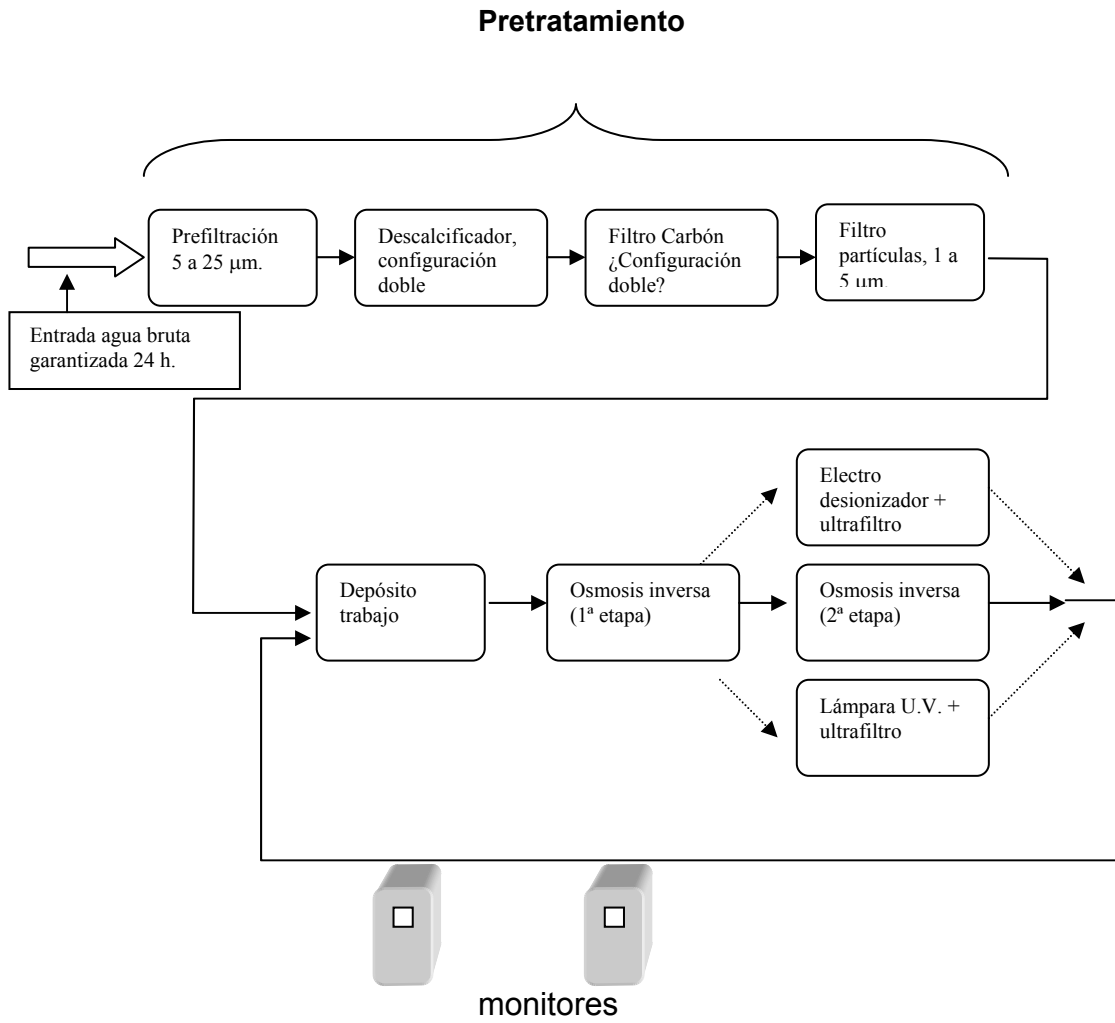 Pretratamiento
Prefiltración
5 a 25 µm.
Descalcificador,
configuración
doble
Filtro Carbón
¿Configuración
doble?
Filtro
partículas, 1 a
5 µm.
Entrada agua bruta
garantizada 24 h.
Electro
desionizador +
ultrafiltro
Depósito
trabajo
Osmosis inversa
(1ª etapa)
Osmosis inversa
(2ª etapa)
Lámpara U.V. +
ultrafiltro
monitores